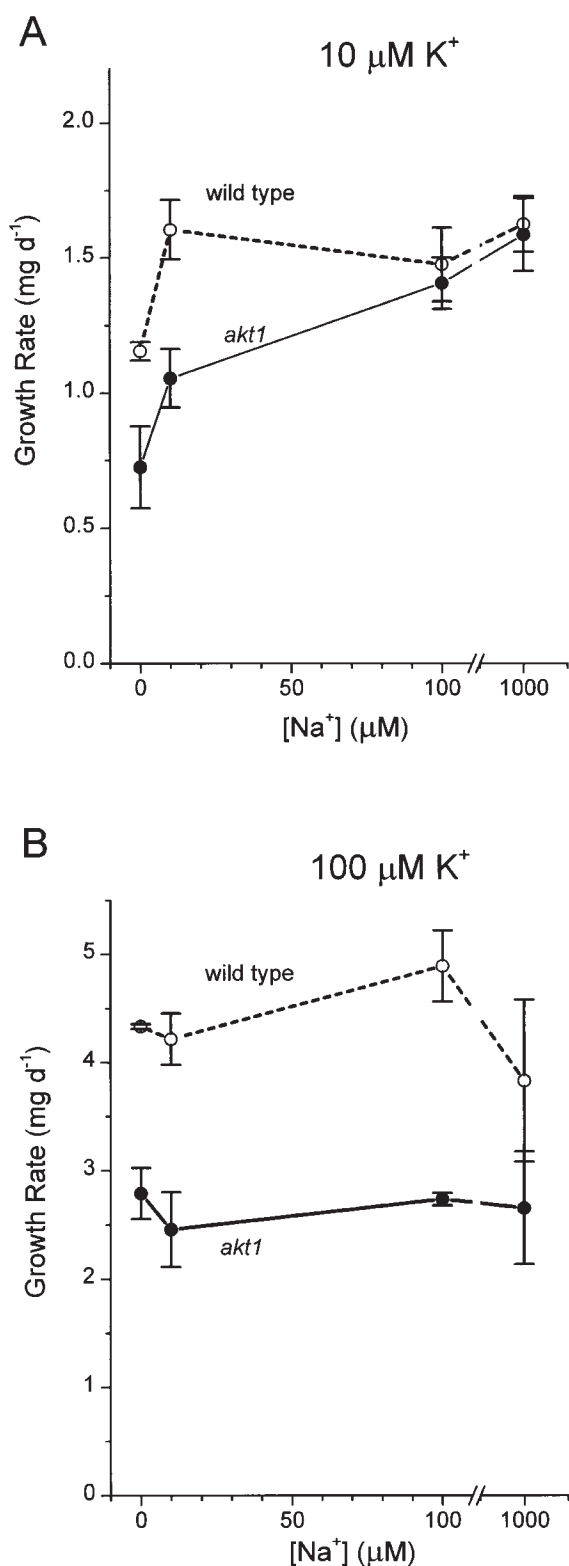 A
10 μM K⁺
2.0
wild type
1.5
akt1
1.0
0.5
0.0
Growth Rate (mg d⁻¹)
0 50 100 1000
[Na⁺] (μM)
B
100 μM K⁺
5
wild type
4
3
akt1
2
1
0
Growth Rate (mg d⁻¹)
0 50 100 1000
[Na⁺] (μM)